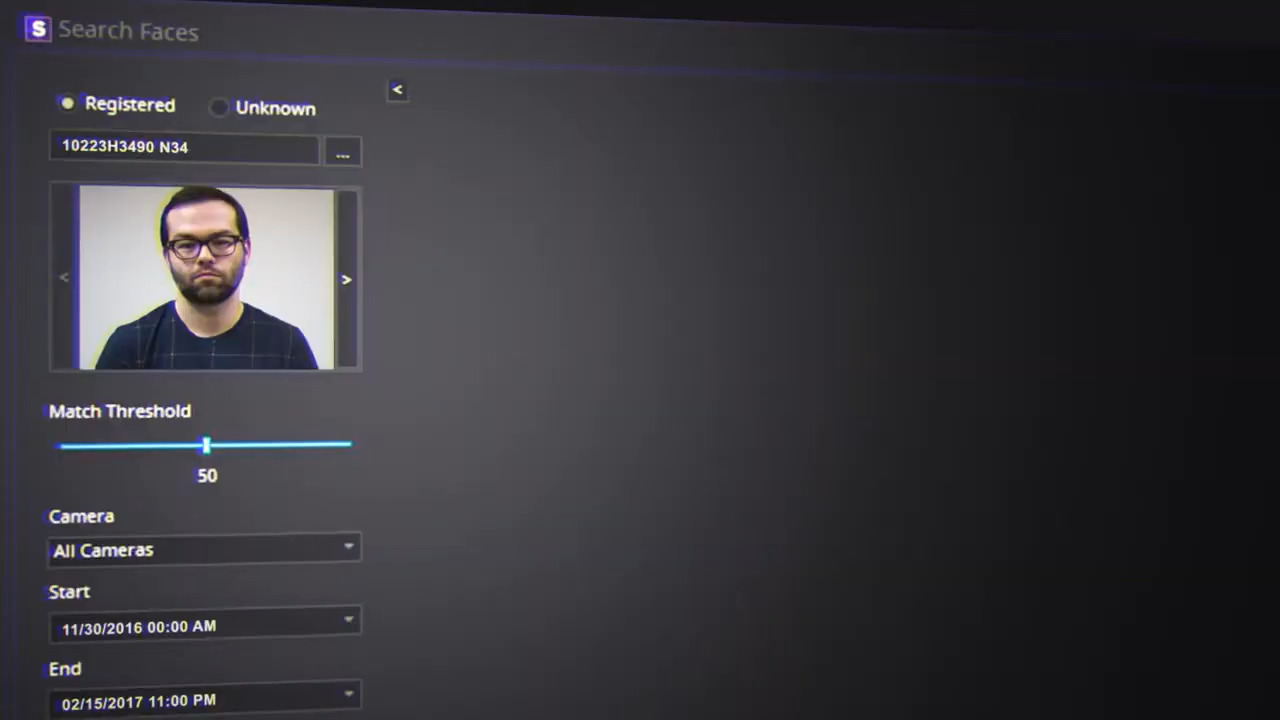 S Search Faces
<
Registered Unknown
10223H3490 N34 ...
< >
Match Threshold
50
Camera
All Cameras
Start
11/30/2016 00:00 AM
End
02/15/2017 11:00 PM